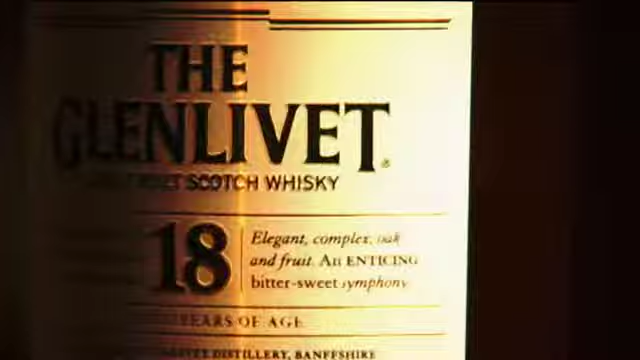 THE
GLENLIVET
SCOTCH WHISKY
18
Elegant, complex, oak
and fruit. An ENTICING
bitter-sweet symphony
YEARS OF AGE
DISTILLERY, BANFFSHIRE